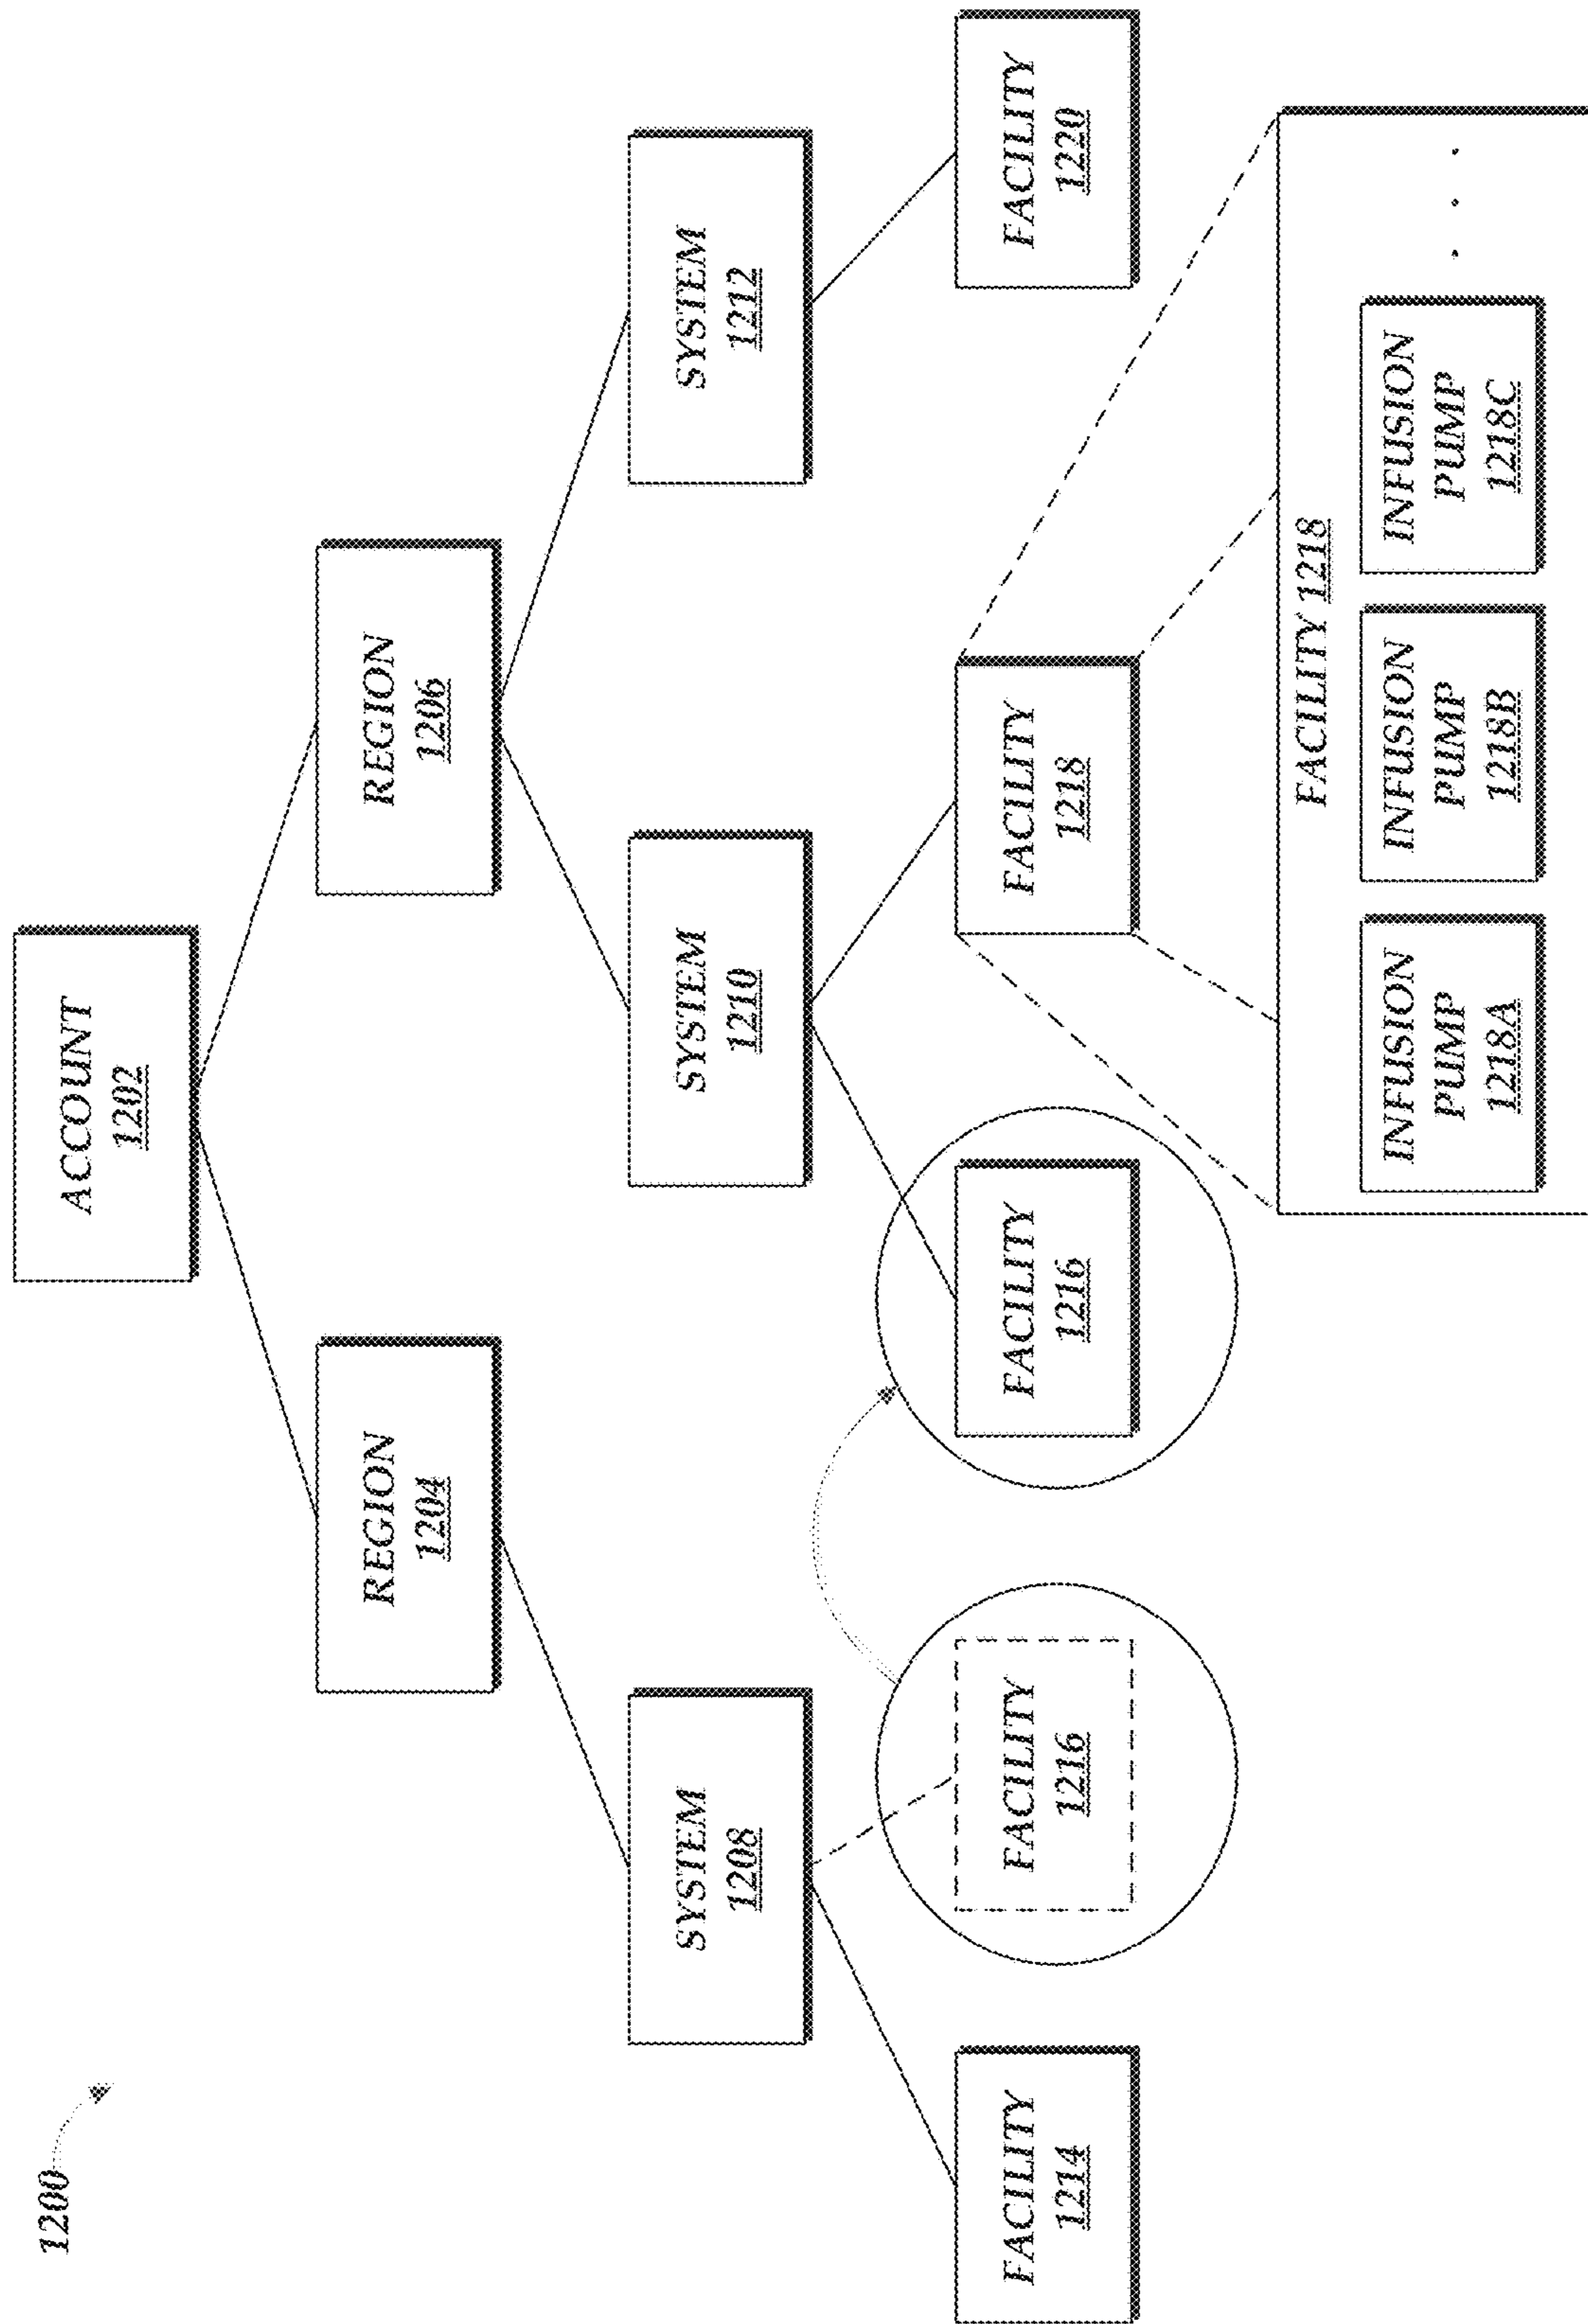 1200
ACCOUNT
1202
REGION
1204
REGION
1206
SYSTEM
1208
SYSTEM
1210
SYSTEM
1212
FACILITY
1214
FACILITY
1216
FACILITY
1216
FACILITY
1218
FACILITY
1220
FACILITY 1218
INFUSION
PUMP
1218A
INFUSION
PUMP
1218B
INFUSION
PUMP
1218C
. . .